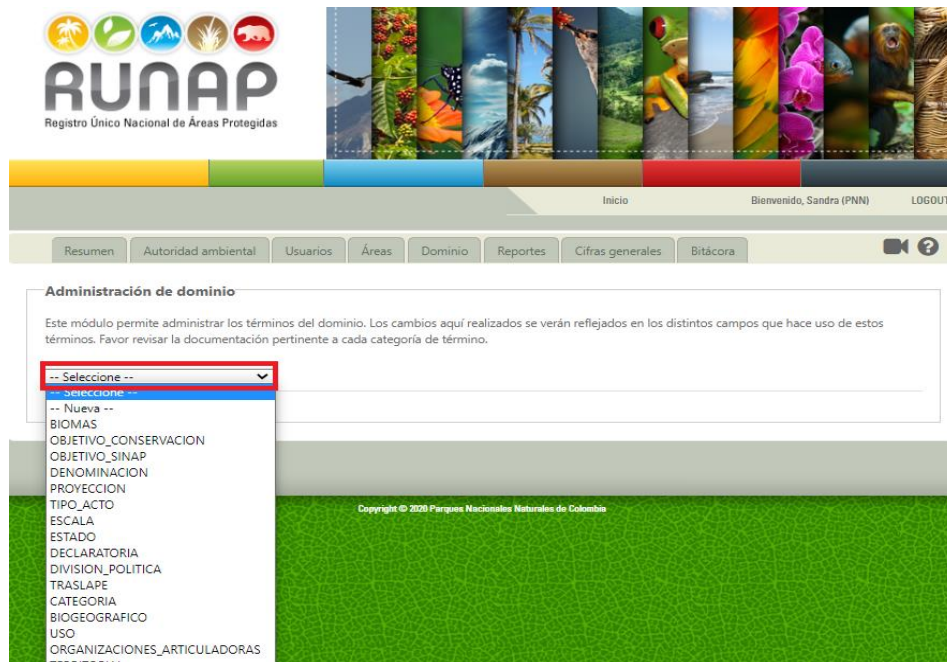 RUNAP
Registro Único Nacional de Áreas Protegidas
Inicio
Bienvenido, Sandra (PNN)
LOGOUT
Resumen
Autoridad ambiental
Usuarios
Áreas
Dominio
Reportes
Cifras generales
Bitácora
?
Administración de dominio
Este módulo permite administrar los términos del dominio. Los cambios aquí realizados se verán reflejados en los distintos campos que hace uso de estos
términos. Favor revisar la documentación pertinente a cada categoría de término.
-- Seleccione --
-- Seleccione --
-- Nueva --
BIOMAS
OBJETIVO_CONSERVACION
OBJETIVO_SINAP
DENOMINACION
PROYECCION
TIPO_ACTO
ESCALA
ESTADO
DECLARATORIA
DIVISION_POLITICA
TRASLAPE
CATEGORIA
BIOGEOGRAFICO
USO
ORGANIZACIONES_ARTICULADORAS
Copyright © 2020 Parques Nacionales Naturales de Colombia